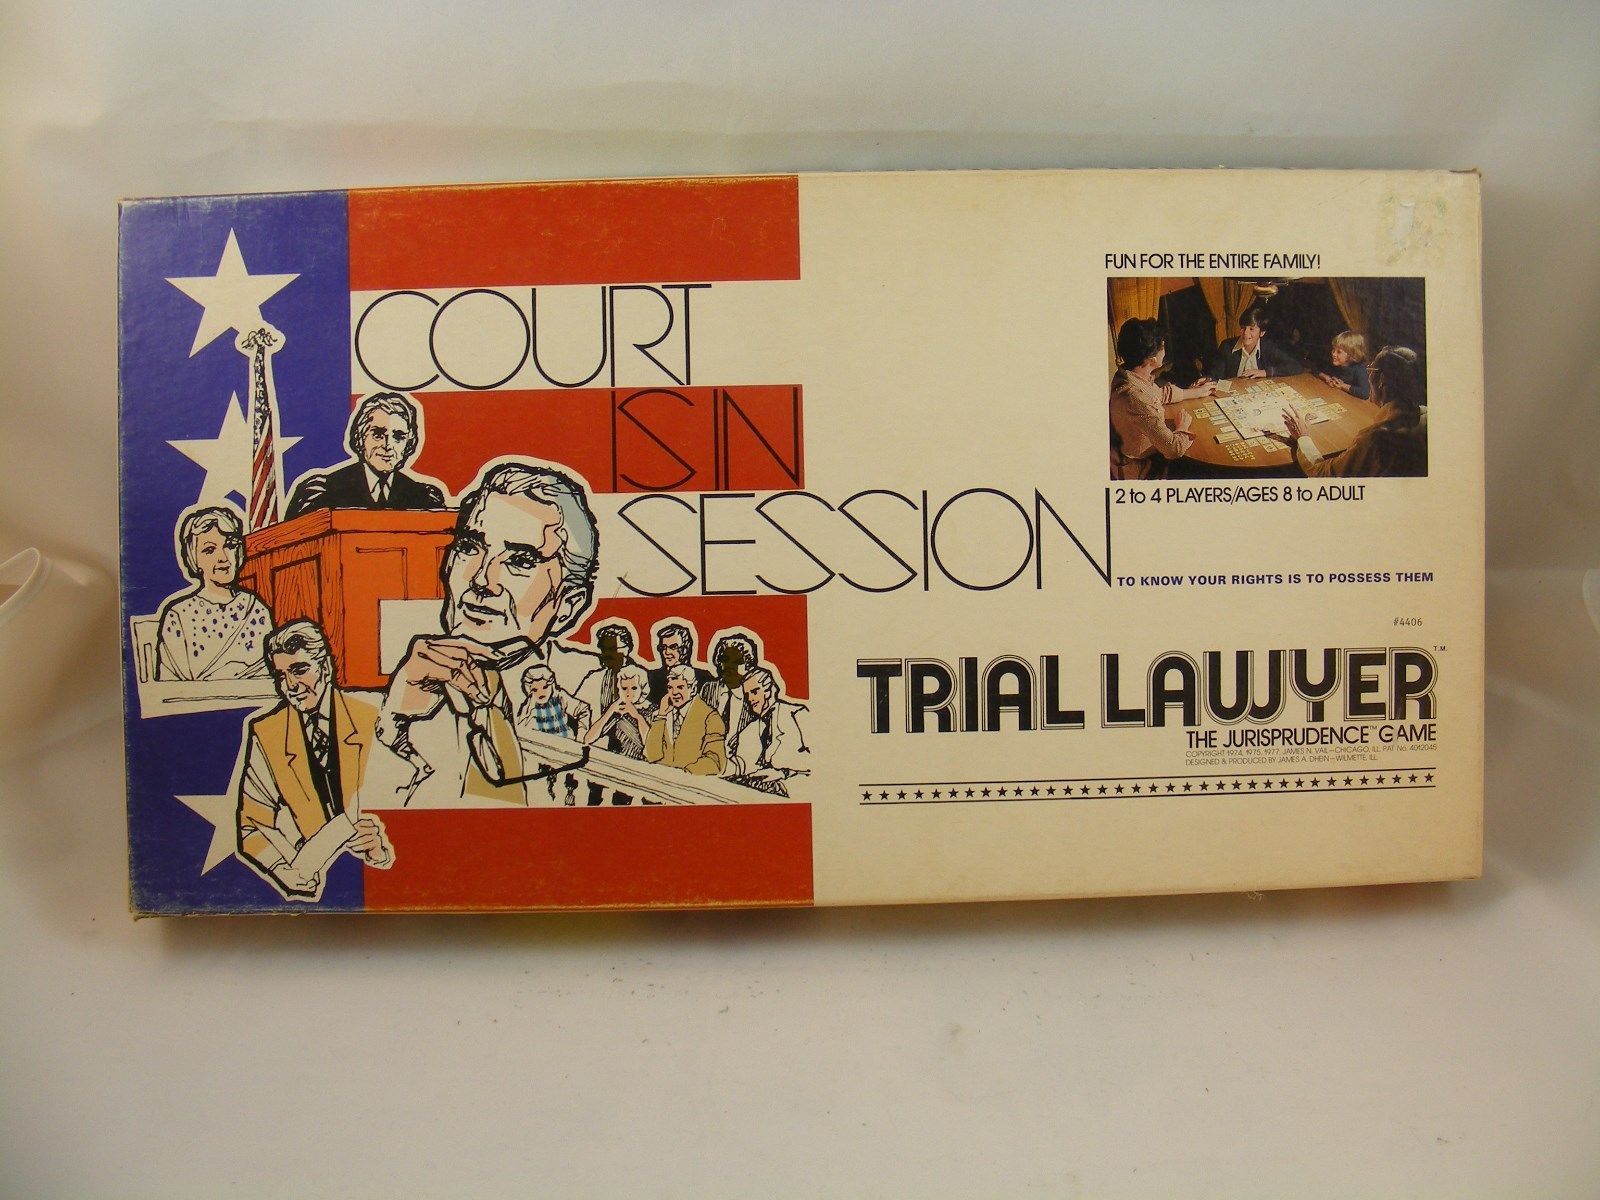 COURT
IS IN
SESSION
FUN FOR THE ENTIRE FAMILY!
2 to 4 PLAYERS/AGES 8 to ADULT
TO KNOW YOUR RIGHTS IS TO POSSESS THEM
#4406
TRIAL LAWYER T.M.
THE JURISPRUDENCE™ GAME
COPYRIGHT 1974, 1975, 1977, JAMES N. VAIL—CHICAGO, ILL. PAT. No. 4012045
DESIGNED & PRODUCED BY JAMES A. DHEIN—WILMETTE, ILL.